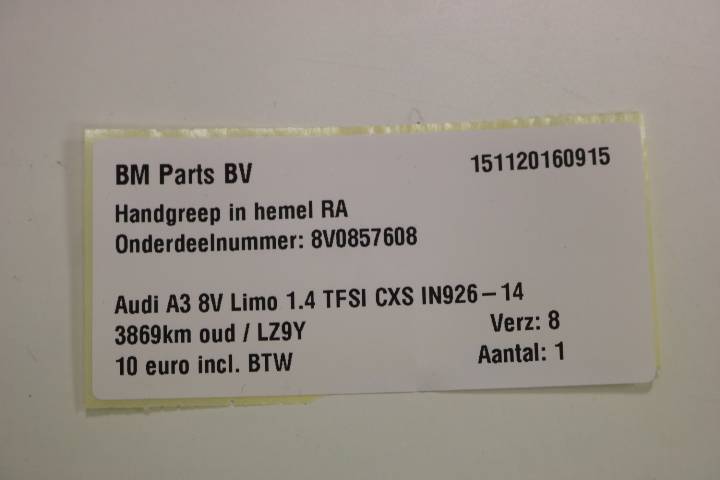 BM Parts BV 151120160915
Handgreep in hemel RA
Onderdeelnummer: 8V0857608
Audi A3 8V Limo 1.4 TFSI CXS IN926-14
3869km oud / LZ9Y Verz: 8
10 euro incl. BTW Aantal: 1